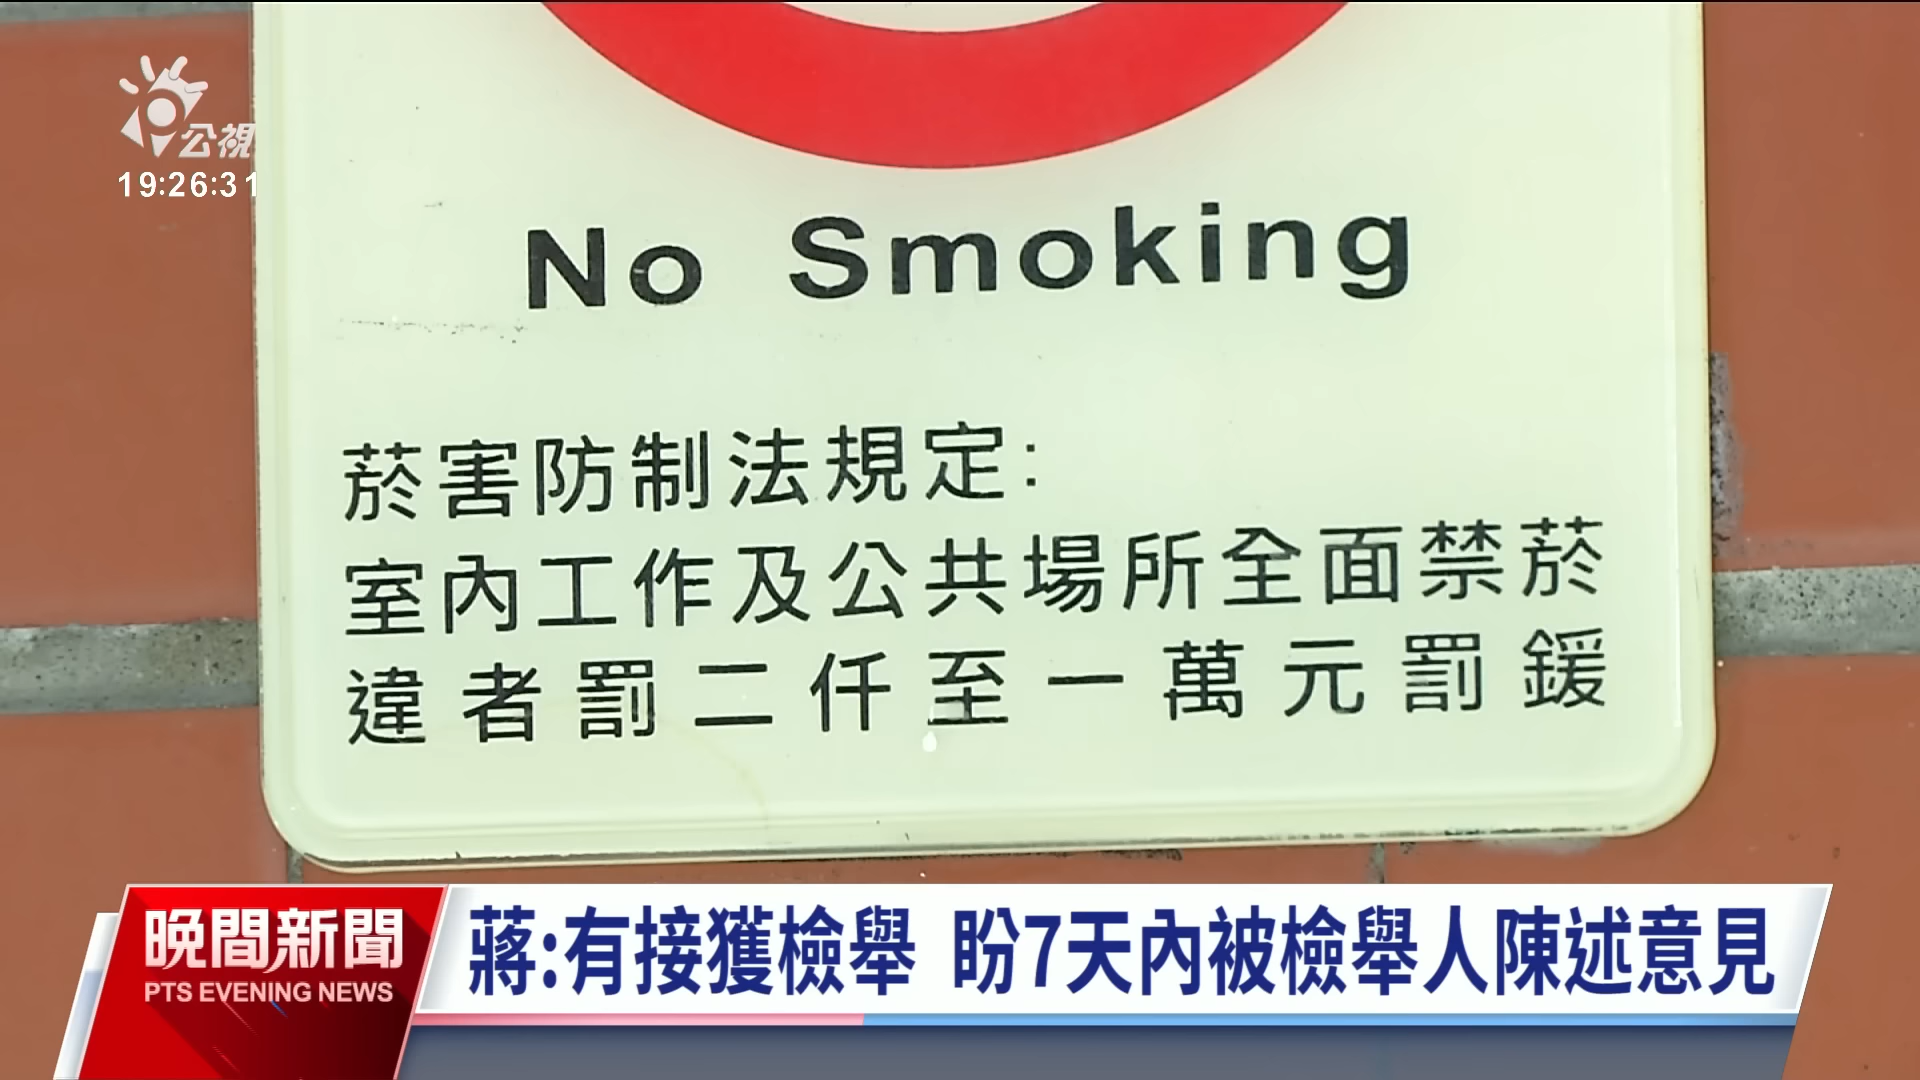 公視
19:26:31
No Smoking
菸害防制法規定:
室內工作及公共場所全面禁菸
違者罰二仟至一萬元罰鍰
晚間新聞
PTS EVENING NEWS
蔣:有接獲檢舉 盼7天內被檢舉人陳述意見